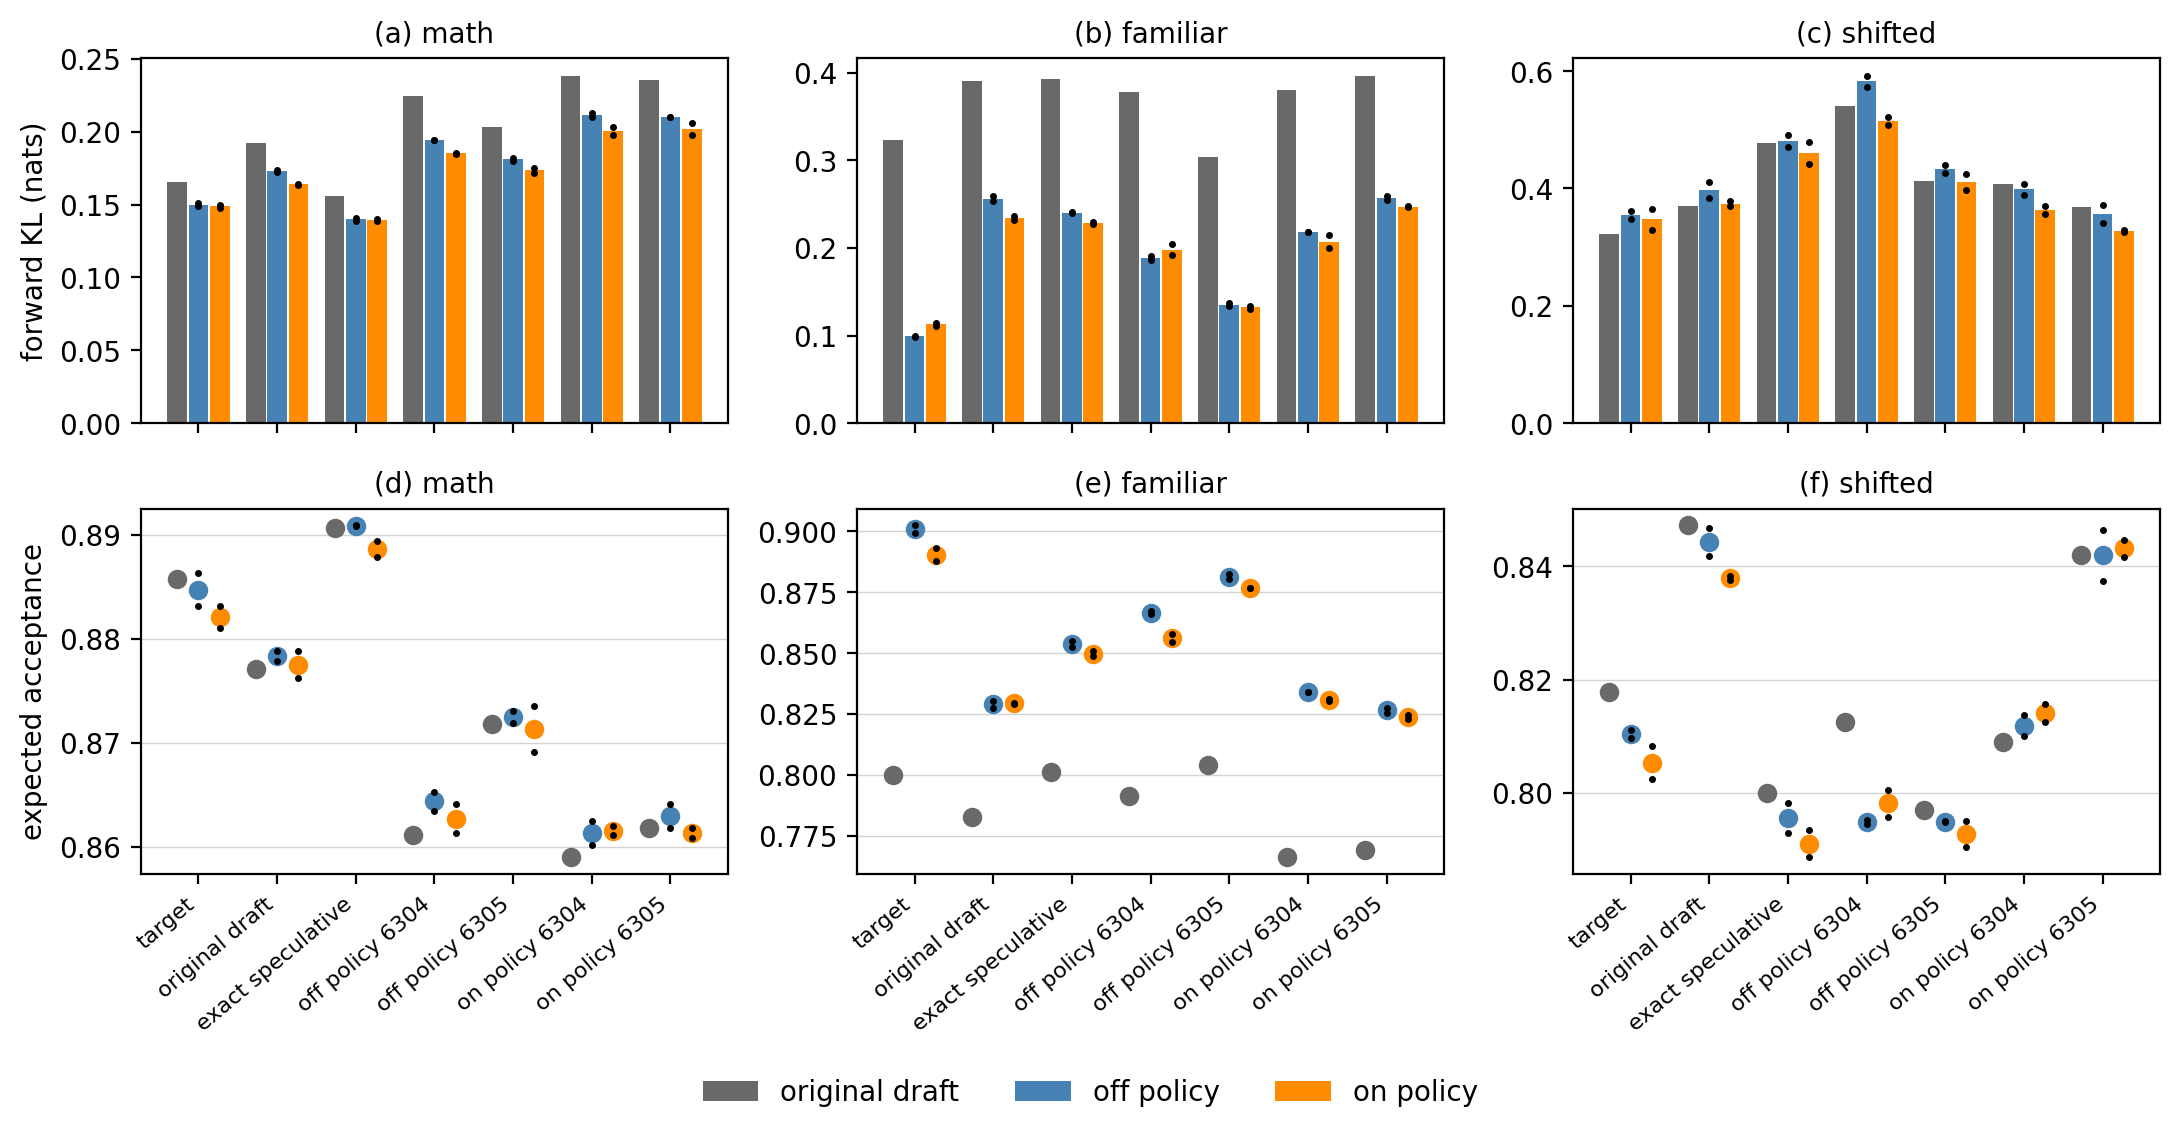 (a) math
(b) familiar
(c) shifted
forward KL (nats)
0.25
0.20
0.15
0.10
0.05
0.00
0.4
0.3
0.2
0.1
0.0
0.6
0.4
0.2
0.0
(d) math
(e) familiar
(f) shifted
expected acceptance
0.89
0.88
0.87
0.86
0.900
0.875
0.850
0.825
0.800
0.775
0.84
0.82
0.80
target
original draft
exact speculative
off policy 6304
off policy 6305
on policy 6304
on policy 6305
target
original draft
exact speculative
off policy 6304
off policy 6305
on policy 6304
on policy 6305
target
original draft
exact speculative
off policy 6304
off policy 6305
on policy 6304
on policy 6305
original draft
off policy
on policy